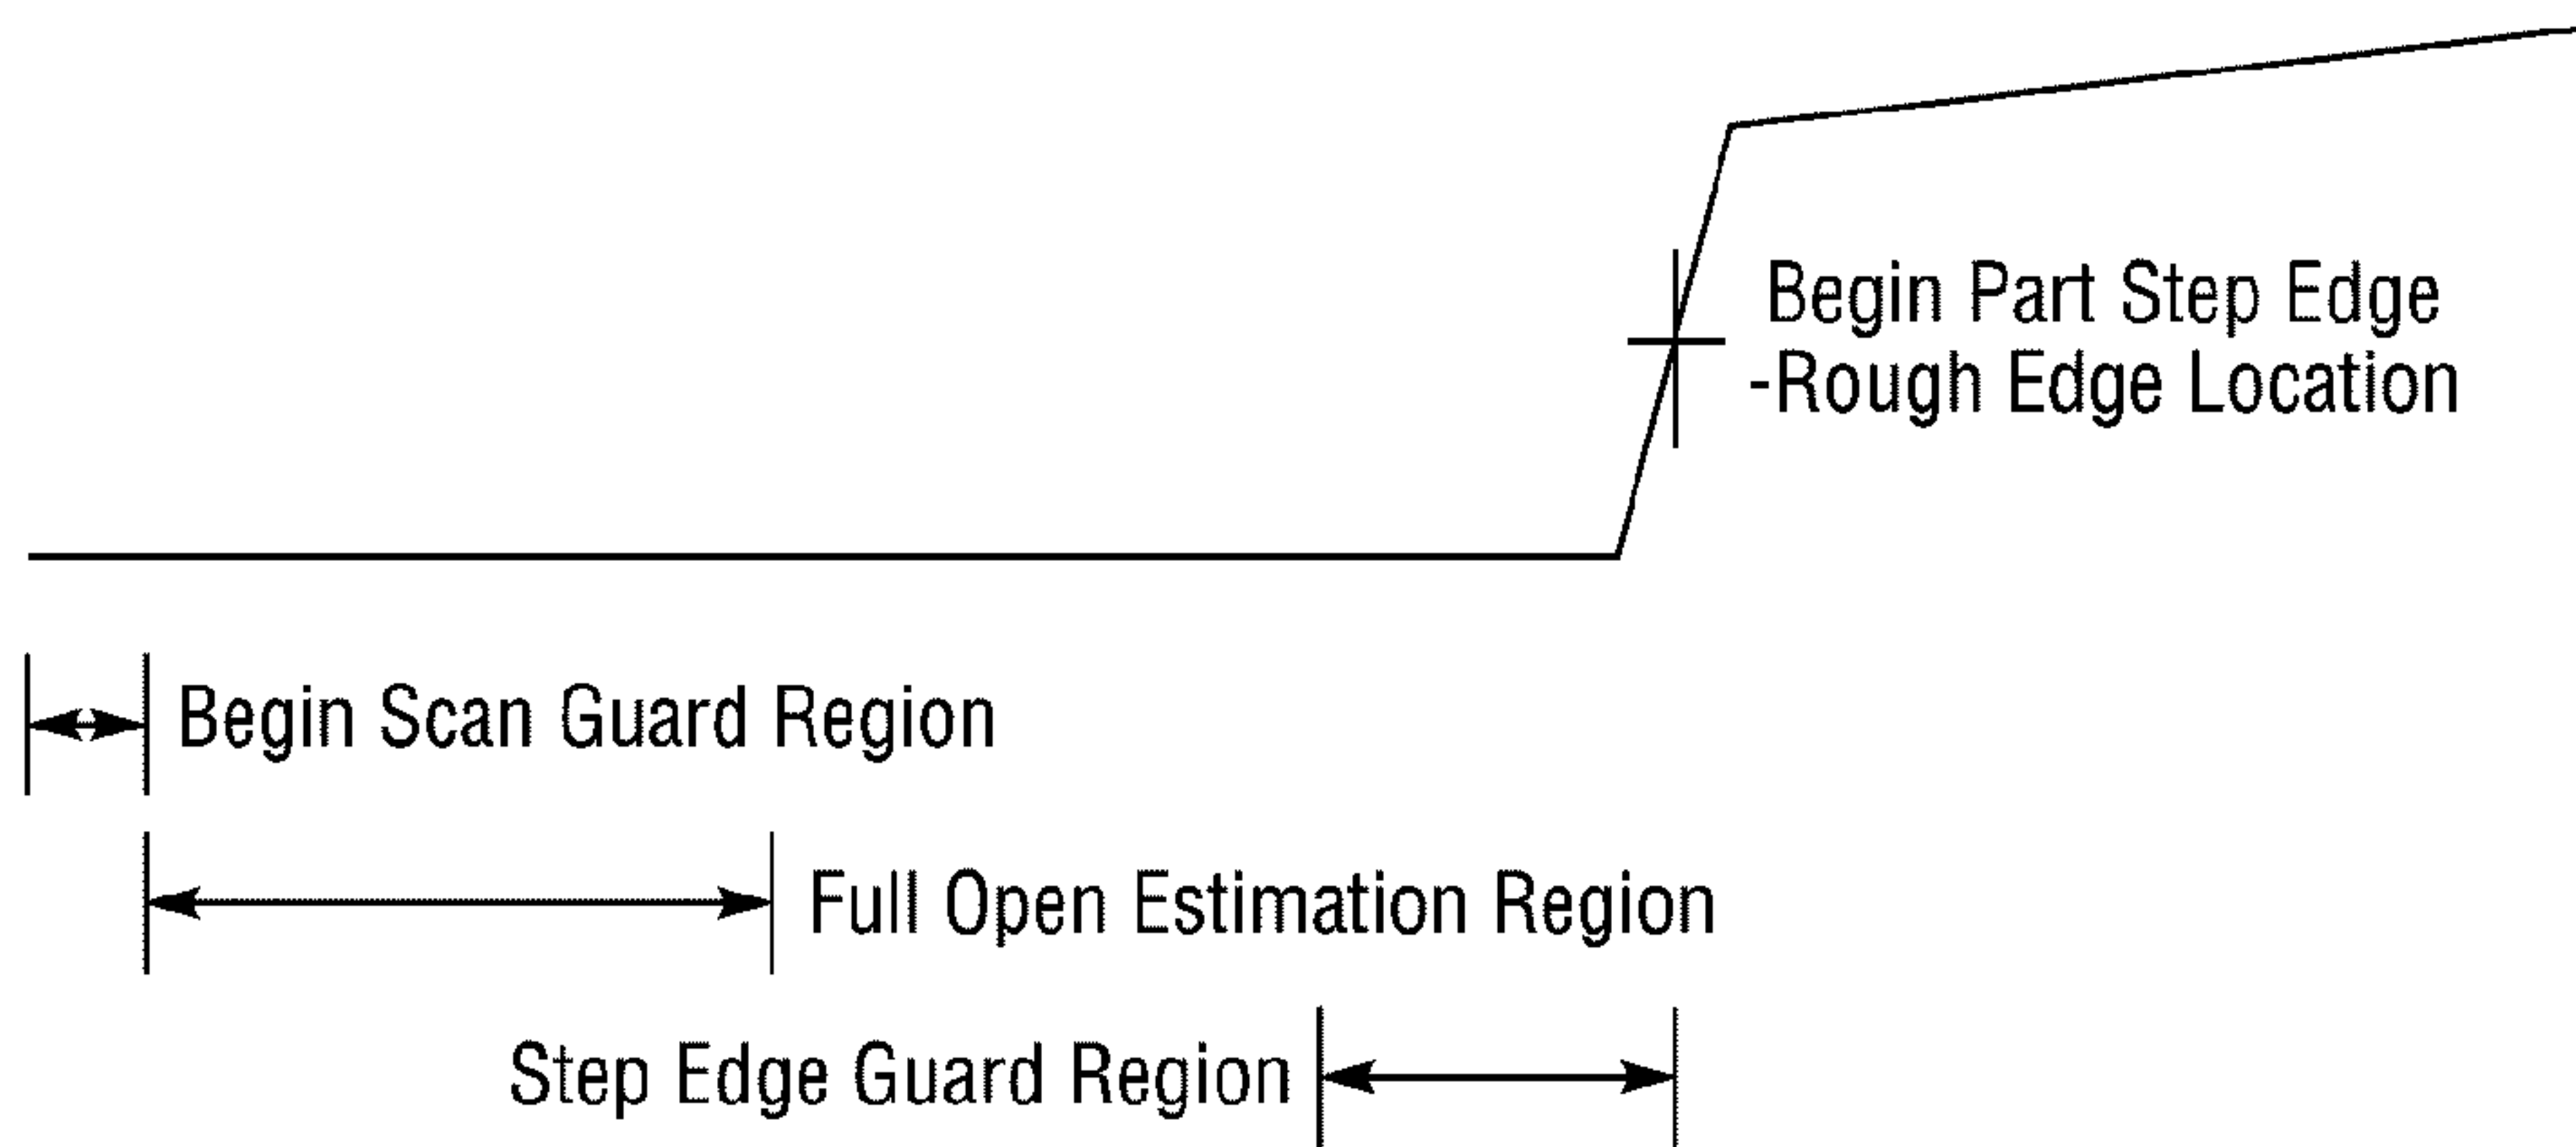 Begin Part Step Edge
-Rough Edge Location
Begin Scan Guard Region
Full Open Estimation Region
Step Edge Guard Region